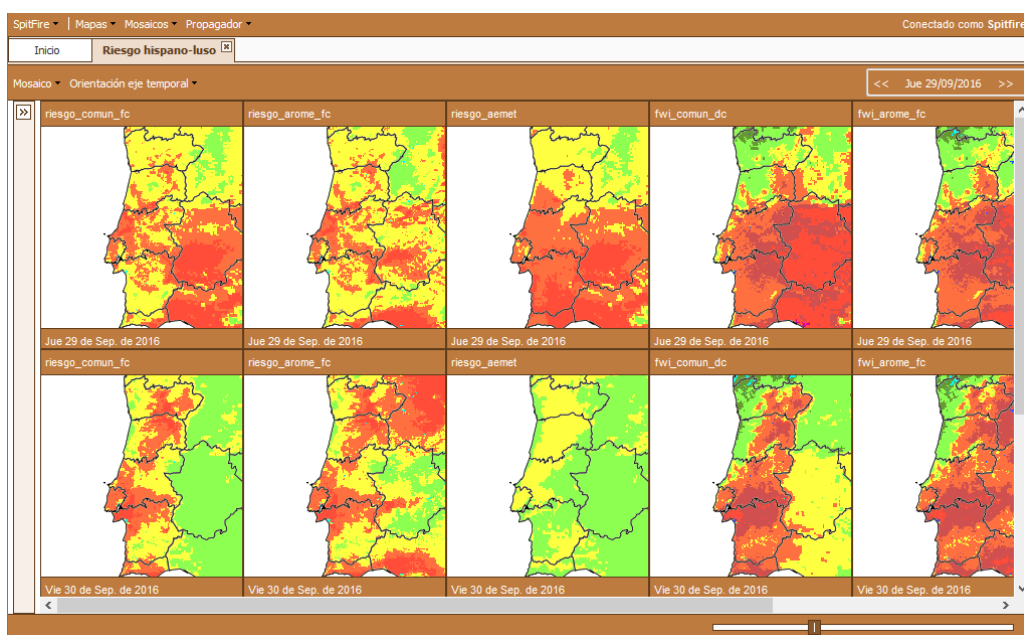 SpitFire Mapas Mosaicos Propagador Conectado como Spitfire
Inicio Riesgo hispano-luso
Mosaico Orientación eje temporal << Jue 29/09/2016 >>
riesgo_comun_fc riesgo_arome_fc riesgo_aemet fwi_comun_dc fwi_arome_fc
Jue 29 de Sep. de 2016 Jue 29 de Sep. de 2016 Jue 29 de Sep. de 2016 Jue 29 de Sep. de 2016 Jue 29 de Sep. de 2016
riesgo_comun_fc riesgo_arome_fc riesgo_aemet fwi_comun_dc fwi_arome_fc
Vie 30 de Sep. de 2016 Vie 30 de Sep. de 2016 Vie 30 de Sep. de 2016 Vie 30 de Sep. de 2016 Vie 30 de Sep. de 2016